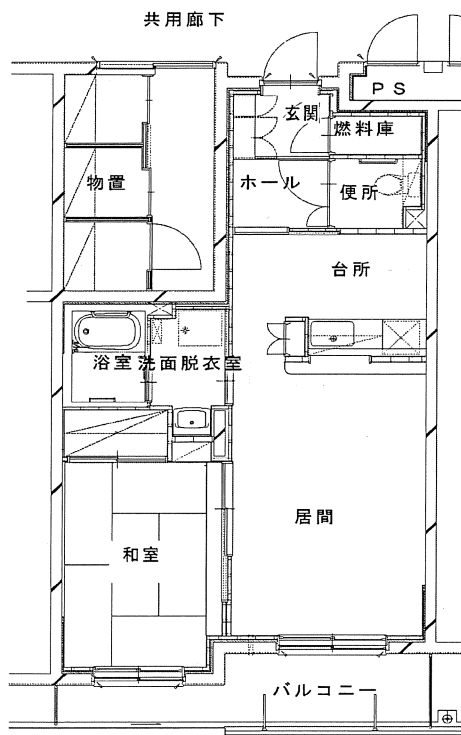 共用廊下
PS
玄関
燃料庫
物置
ホール
便所
台所
浴室
洗面脱衣室
居間
和室
バルコニー